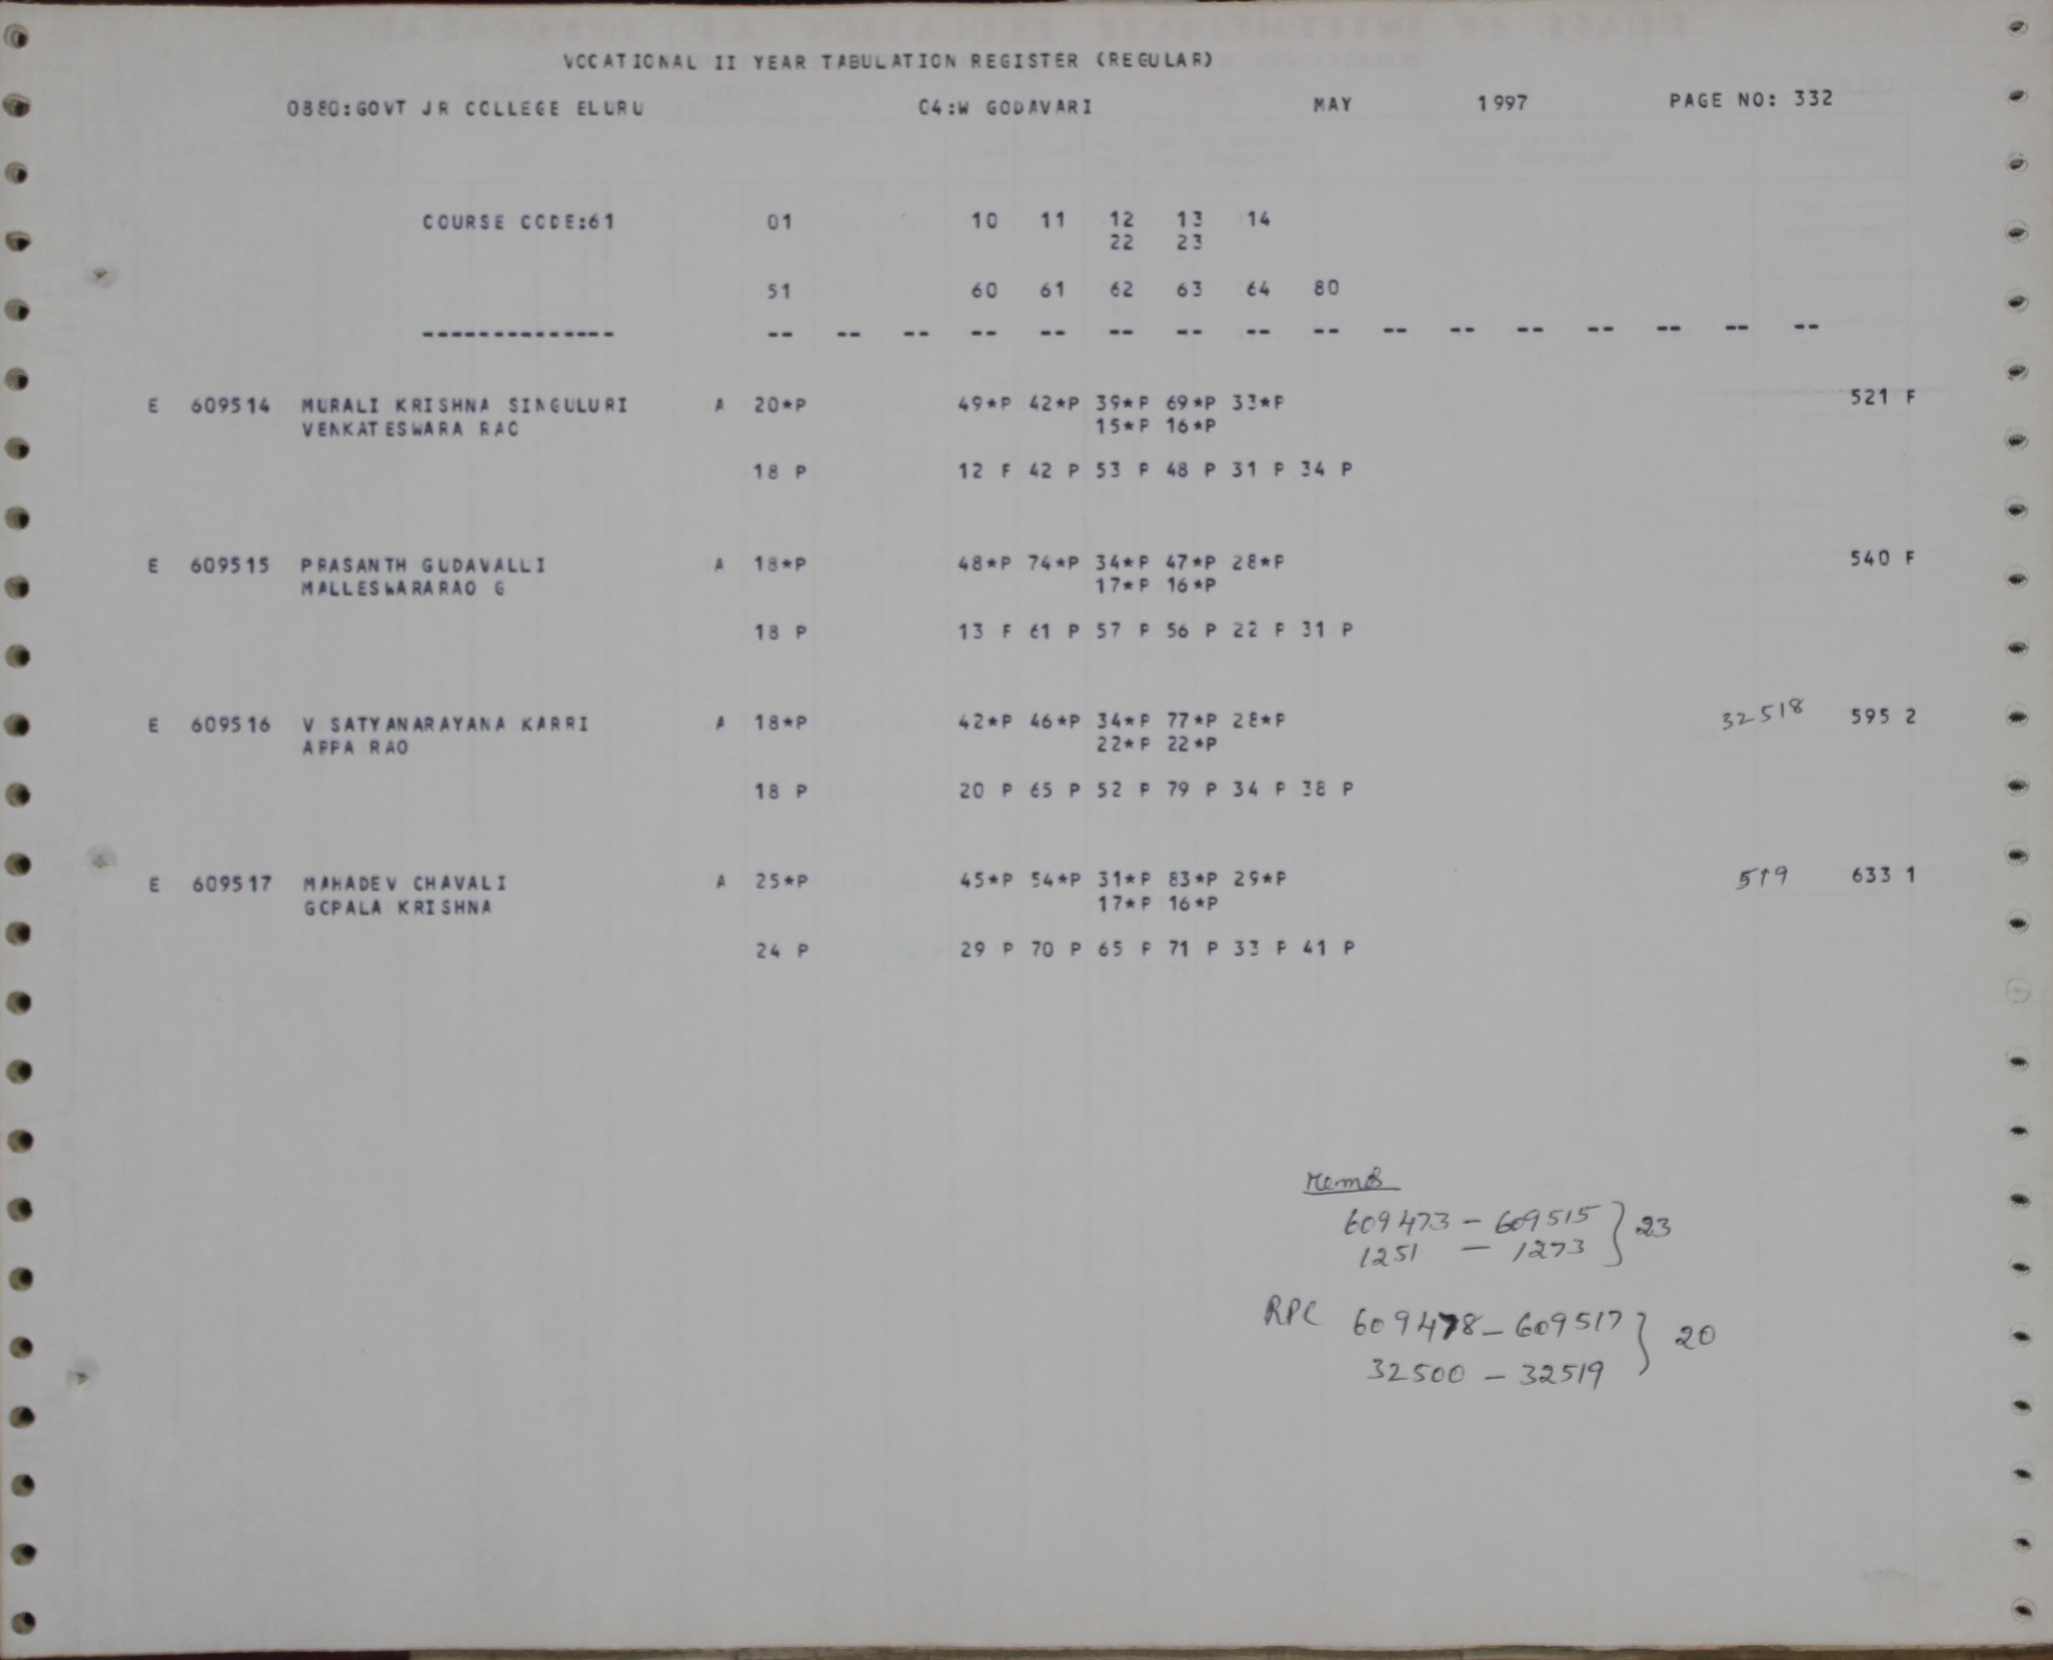 VOCATIONAL II YEAR TABULATION REGISTER (REGULAR)
0880:GOVT JR COLLEGE ELURU 04:W GODAVARI MAY 1997 PAGE NO: 332
COURSE CODE:61 01 10 11 12 13 14
22 23
51 60 61 62 63 64 80
-------------- -- -- -- -- -- -- -- -- -- -- -- -- -- -- -- --
E 609514 MURALI KRISHNA SINGULURI A 20*P 49*P 42*P 39*P 69*P 33*P 521 F
VENKATESWARA RAO 15*P 16*P
18 P 12 F 42 P 53 P 48 P 31 P 34 P
E 609515 PRASANTH GUDAVALLI A 18*P 48*P 74*P 34*P 47*P 28*P 540 F
MALLESWARARAO G 17*P 16*P
18 P 13 F 61 P 57 P 56 P 22 F 31 P
E 609516 V SATYANARAYANA KARRI A 18*P 42*P 46*P 34*P 77*P 28*P 32518 595 2
APPA RAO 22*P 22*P
18 P 20 P 65 P 52 P 79 P 34 P 38 P
E 609517 MAHADEV CHAVALI A 25*P 45*P 54*P 31*P 83*P 29*P 519 633 1
GOPALA KRISHNA 17*P 16*P
24 P 29 P 70 P 65 P 71 P 33 P 41 P
609473 - 609515 } 23
1251 - 1273
RPC 609478 - 609517 } 20
32500 - 32519